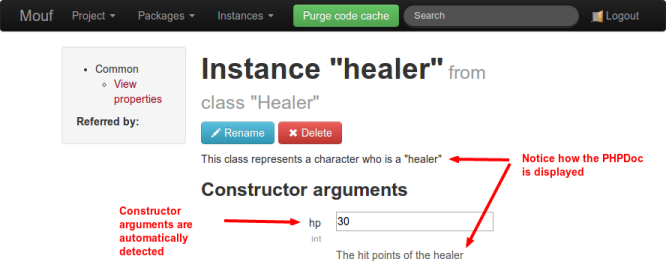 Mouf Project Packages Instances Purge code cache Search Logout
Common
View
properties
Referred by:
Instance "healer" from
class "Healer"
Rename Delete
This class represents a character who is a "healer"
Notice how the PHPDoc
is displayed
Constructor arguments
Constructor
arguments are
automatically
detected
hp 30
int
The hit points of the healer